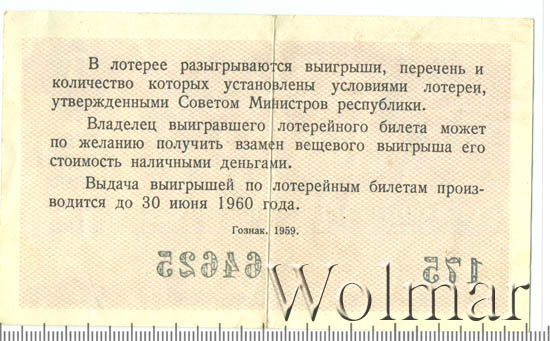 В лотерее разыгрываются выигрыши, перечень и
количество которых установлены условиями лотереи,
утвержденными Советом Министров республики.
Владелец выигравшего лотерейного билета может
по желанию получить взамен вещевого выигрыша его
стоимость наличными деньгами.
Выдача выигрышей по лотерейным билетам произ-
водится до 30 июня 1960 года.
Гознак. 1959.
64625 175
Wolmar